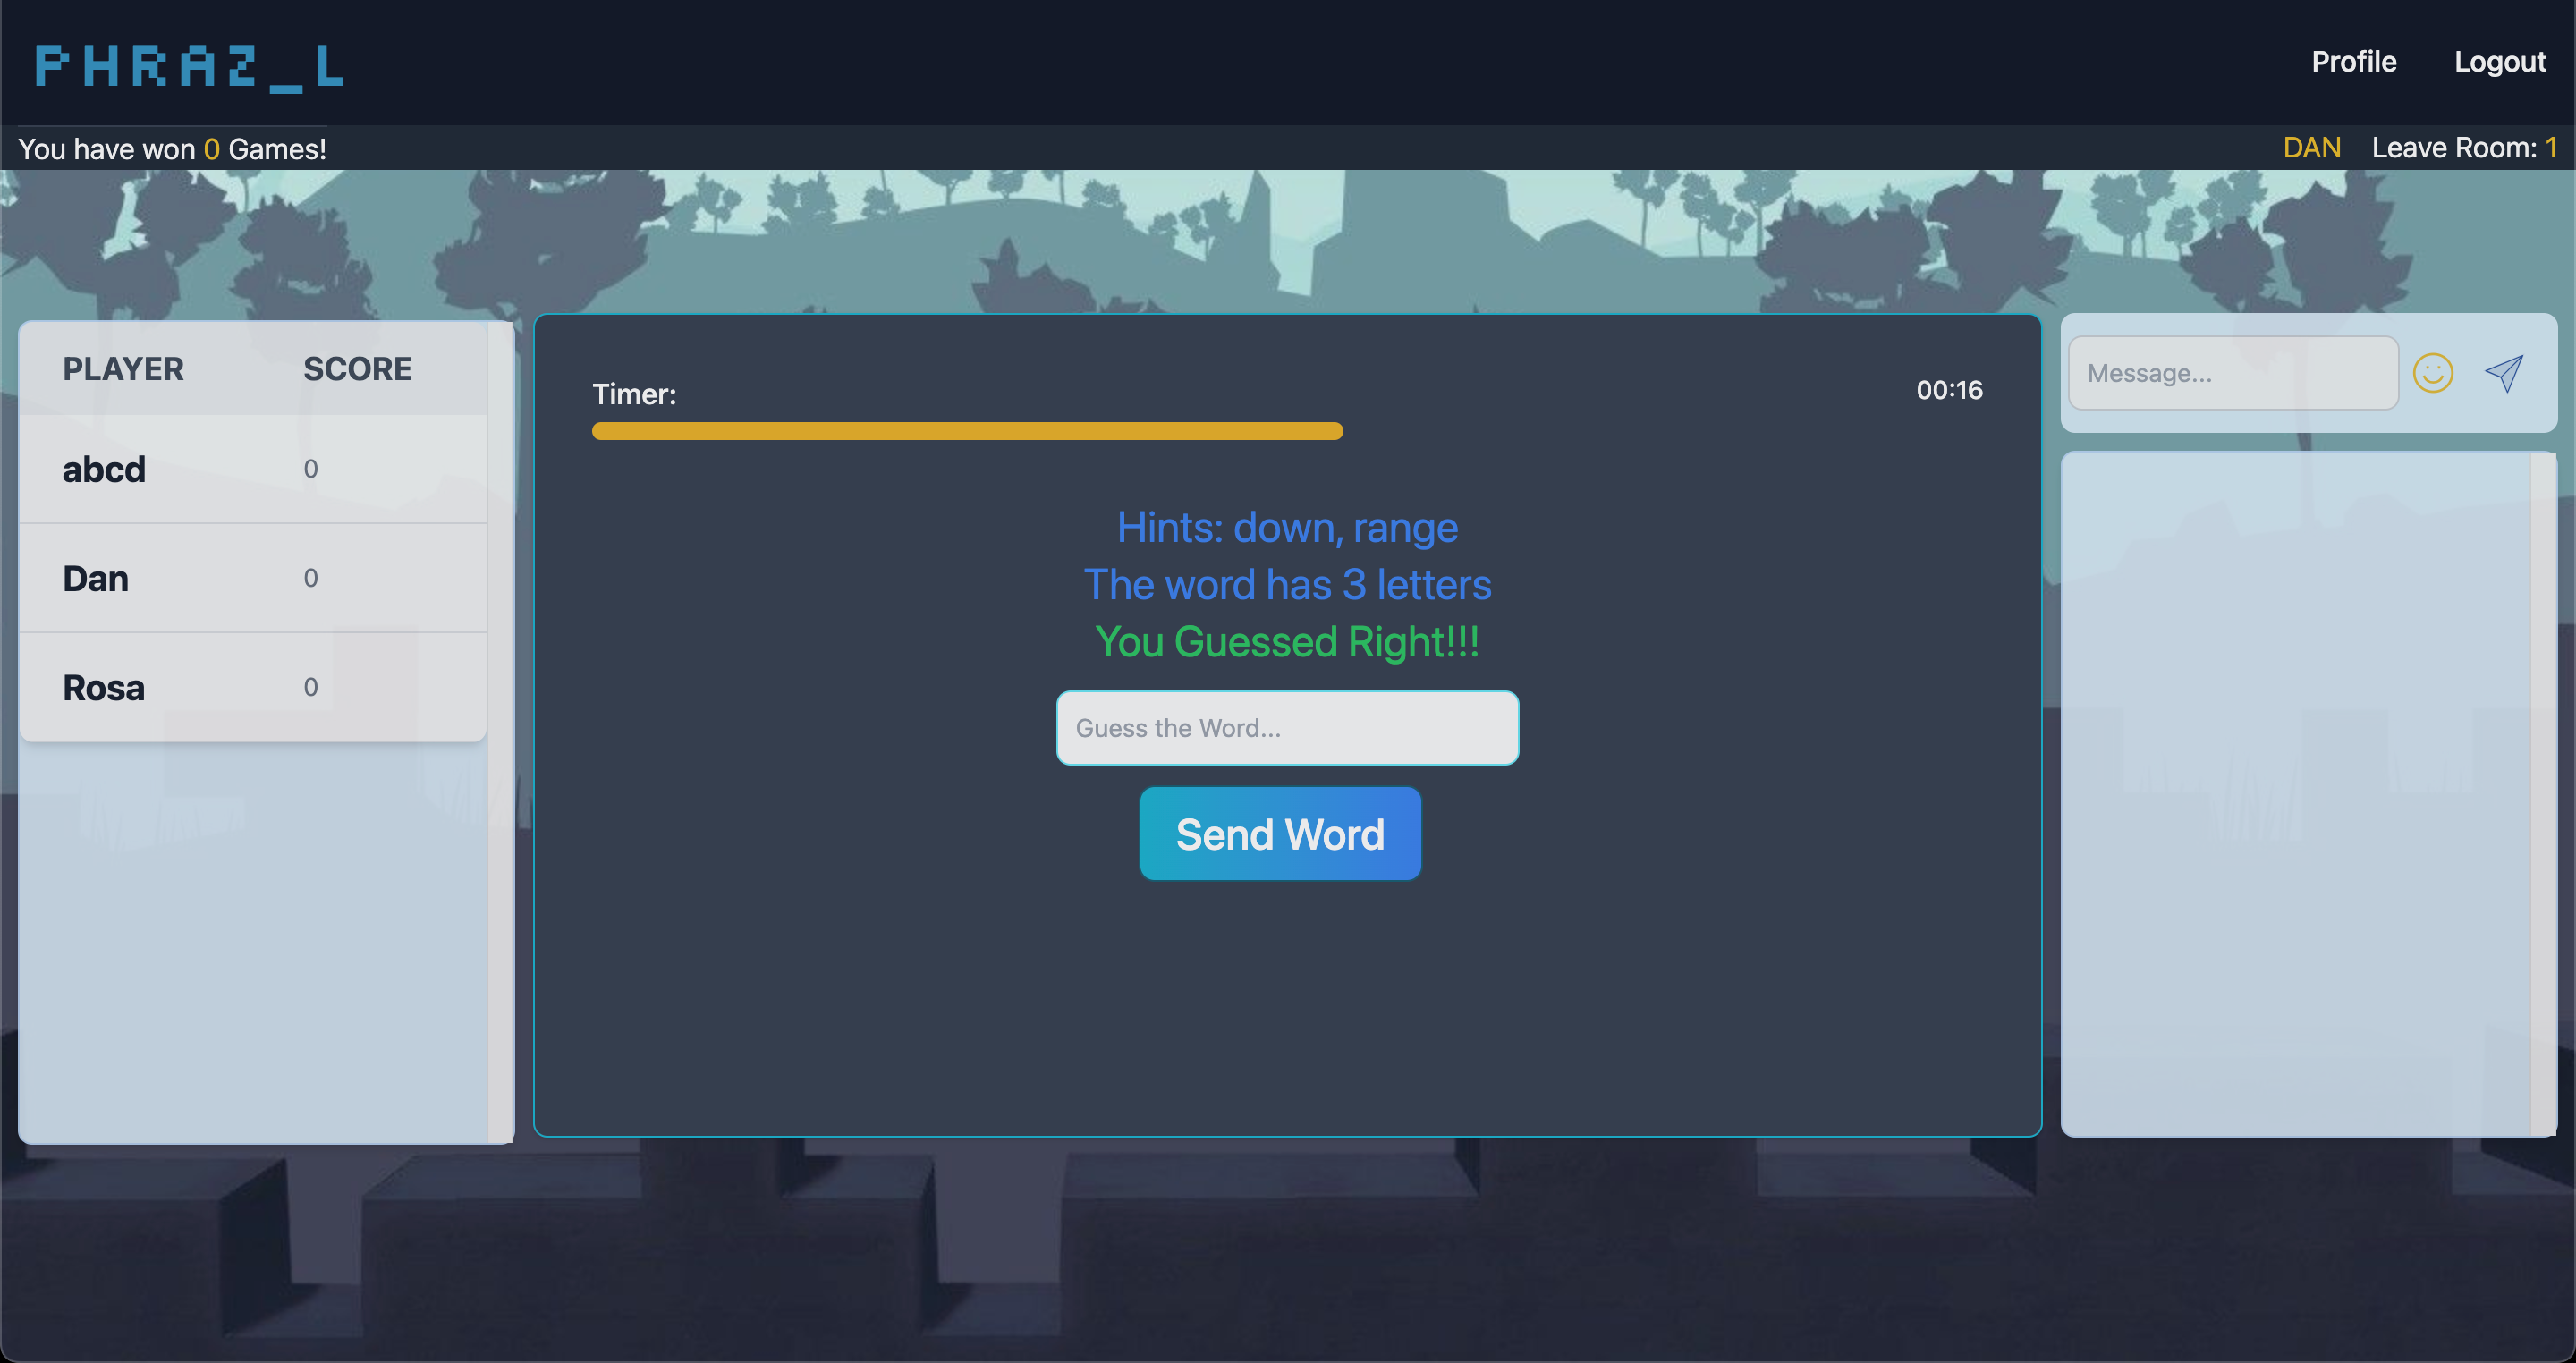 PHRAZ_L
Profile Logout
You have won 0 Games!
DAN Leave Room: 1
PLAYER SCORE
abcd 0
Dan 0
Rosa 0
Timer: 00:16
Hints: down, range
The word has 3 letters
You Guessed Right!!!
Guess the Word...
Send Word
Message...